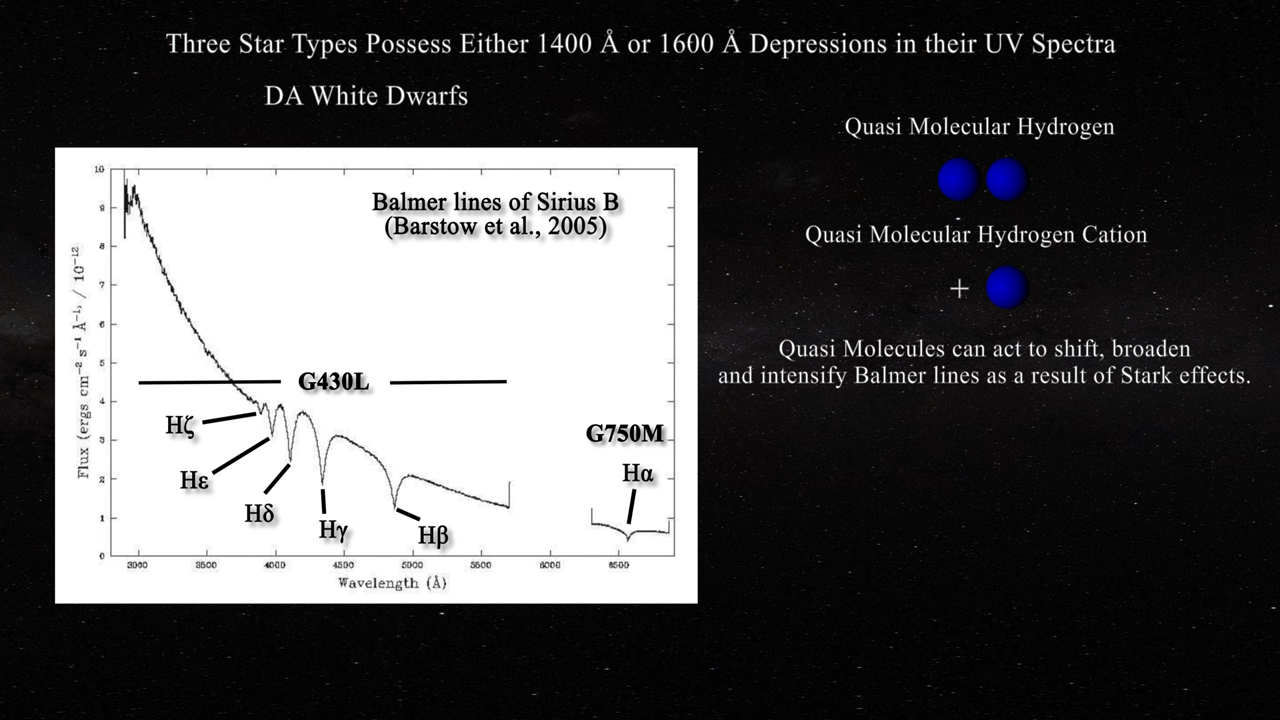 Three Star Types Possess Either 1400 Å or 1600 Å Depressions in their UV Spectra
DA White Dwarfs
Quasi Molecular Hydrogen
Quasi Molecular Hydrogen Cation
+
Quasi Molecules can act to shift, broaden
and intensify Balmer lines as a result of Stark effects.
Balmer lines of Sirius B
(Barstow et al., 2005)
Flux (ergs cm⁻² s⁻¹ Å⁻¹, / 10⁻¹²
10
9
8
7
6
5
4
3
2
1
0
G430L
G750M
Hζ
Hε
Hδ
Hγ
Hβ
Hα
3000 3500 4000 4500 5000 5500 6000 6500
Wavelength (Å)